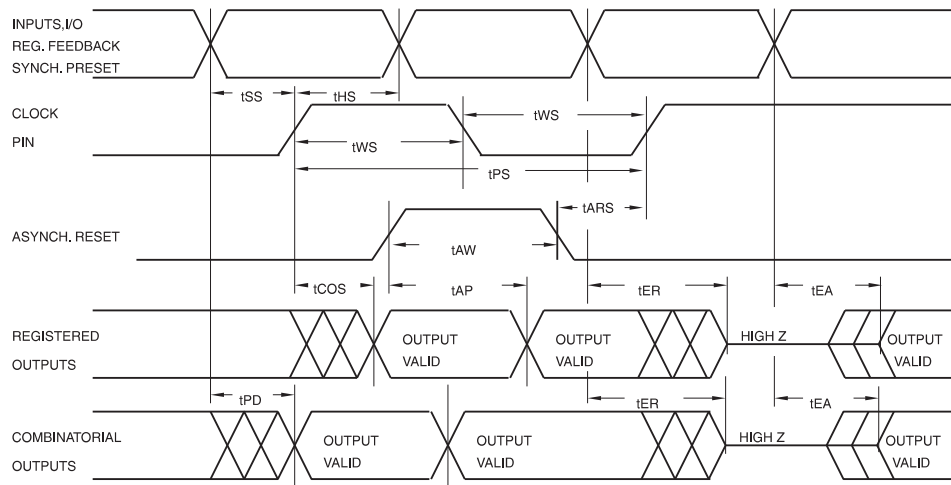 INPUTS,I/O
REG. FEEDBACK
SYNCH. PRESET
tSS
tHS
CLOCK
PIN
tWS
tWS
tPS
tARS
ASYNCH. RESET
tAW
tCOS
tAP
tER
tEA
REGISTERED
OUTPUTS
OUTPUT
VALID
OUTPUT
VALID
HIGH Z
OUTPUT
VALID
tPD
tER
tEA
COMBINATORIAL
OUTPUTS
OUTPUT
VALID
OUTPUT
VALID
HIGH Z
OUTPUT
VALID